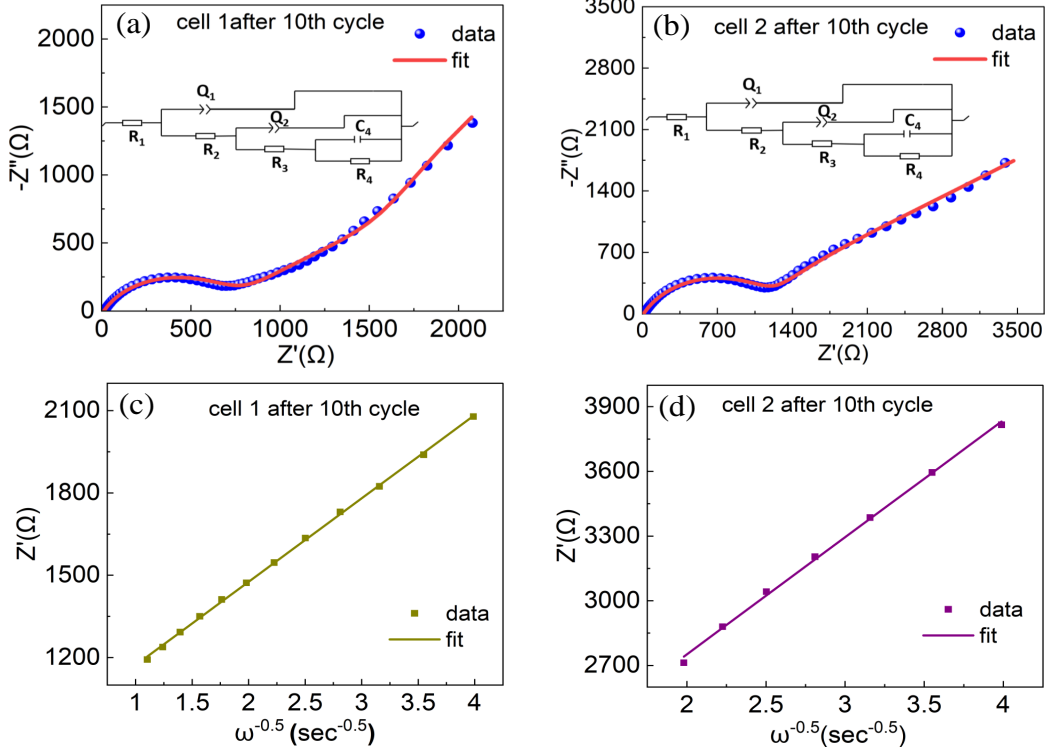 (a) cell 1after 10th cycle
data
fit
Q1
Q2
C4
R1
R2
R3
R4
2000
1500
1000
500
0
0 500 1000 1500 2000
-Z"(Ω)
Z'(Ω)
(b) cell 2 after 10th cycle
data
fit
Q1
Q2
C4
R1
R2
R3
R4
3500
2800
2100
1400
700
0
0 700 1400 2100 2800 3500
-Z"(Ω)
Z'(Ω)
(c) cell 1 after 10th cycle
data
fit
2100
1800
1500
1200
1 1.5 2 2.5 3 3.5 4
Z'(Ω)
ω-0.5 (sec-0.5)
(d) cell 2 after 10th cycle
data
fit
3900
3600
3300
3000
2700
2 2.5 3 3.5 4
Z'(Ω)
ω-0.5(sec-0.5)